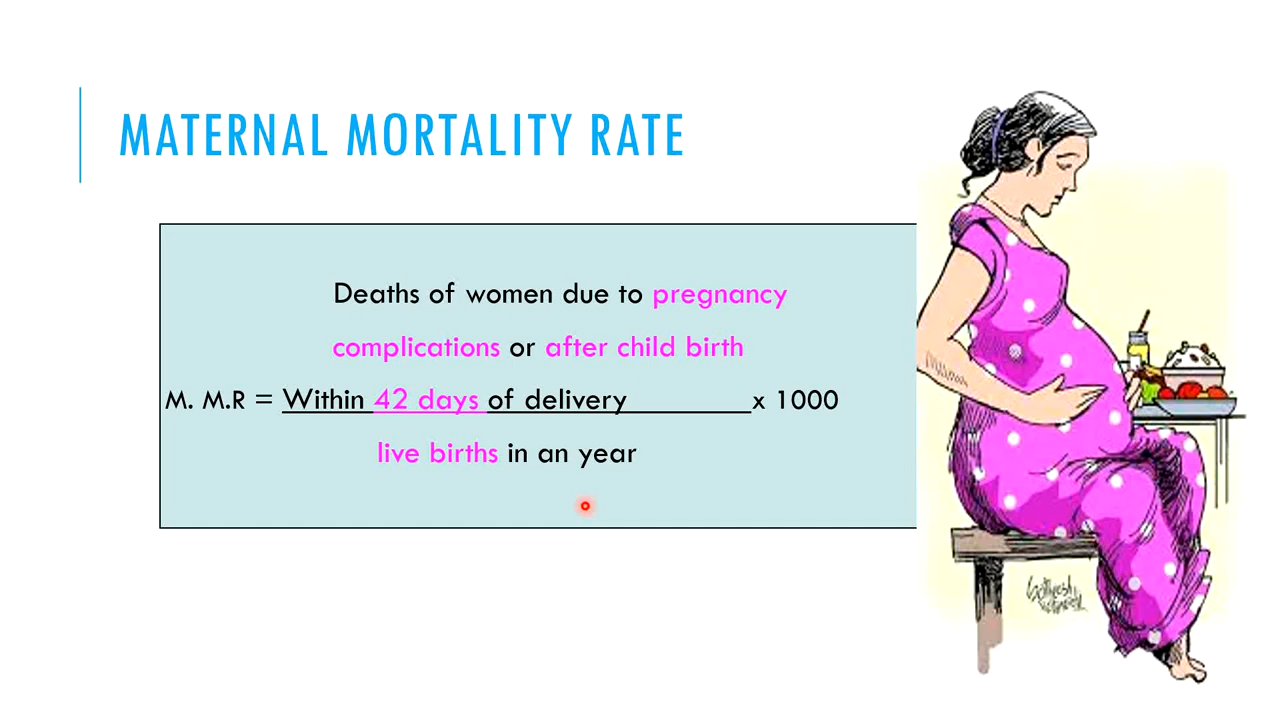 MATERNAL MORTALITY RATE
Deaths of women due to pregnancy
complications or after child birth
M. M.R = Within 42 days of delivery x 1000
live births in an year